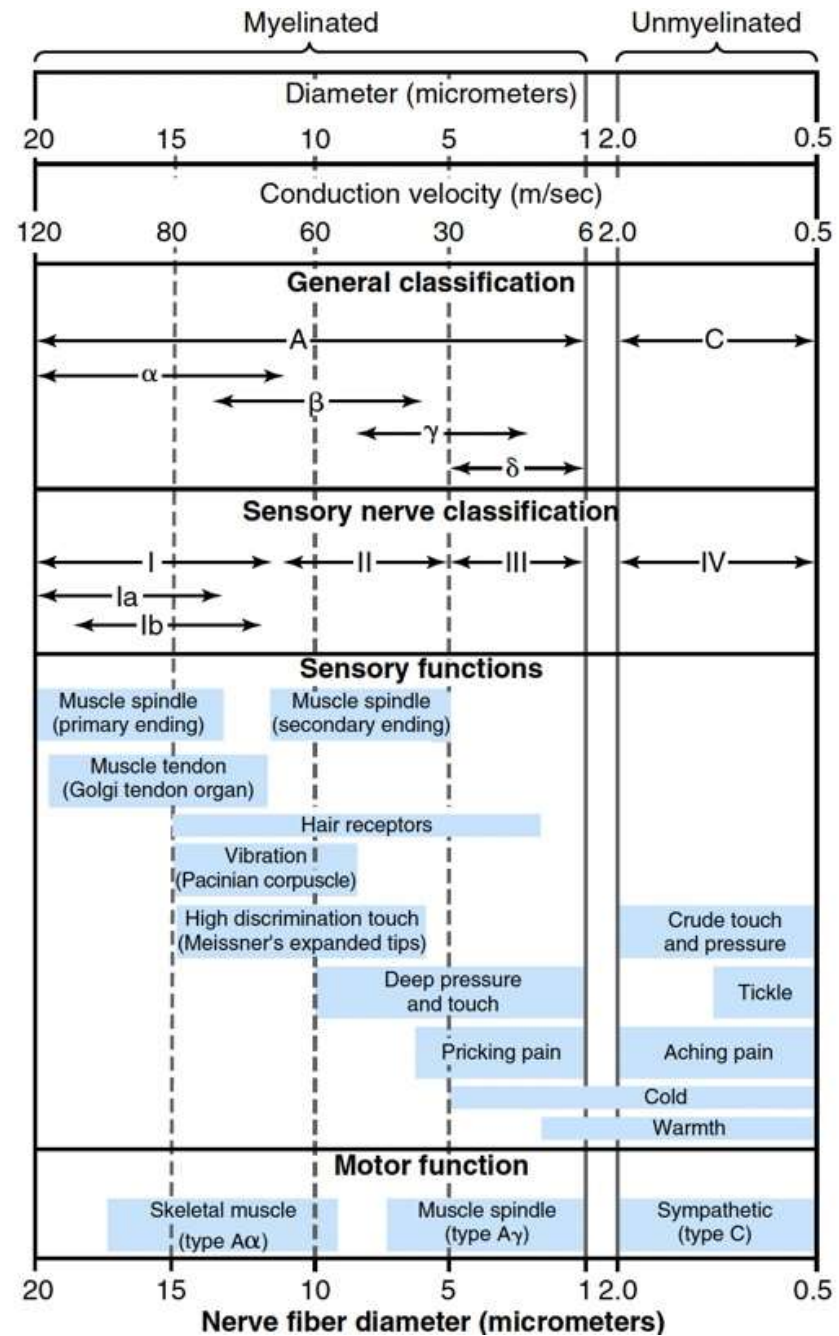 Myelinated Unmyelinated
Diameter (micrometers)
20 15 10 5 1 2.0 0.5
Conduction velocity (m/sec)
120 80 60 30 6 2.0 0.5
General classification
A C
α
β
γ
δ
Sensory nerve classification
I II III IV
Ia
Ib
Sensory functions
Muscle spindle
(primary ending)
Muscle spindle
(secondary ending)
Muscle tendon
(Golgi tendon organ)
Hair receptors
Vibration
(Pacinian corpuscle)
High discrimination touch
(Meissner's expanded tips)
Crude touch
and pressure
Deep pressure
and touch
Tickle
Pricking pain
Aching pain
Cold
Warmth
Motor function
Skeletal muscle
(type Aα)
Muscle spindle
(type Aγ)
Sympathetic
(type C)
20 15 10 5 1 2.0 0.5
Nerve fiber diameter (micrometers)